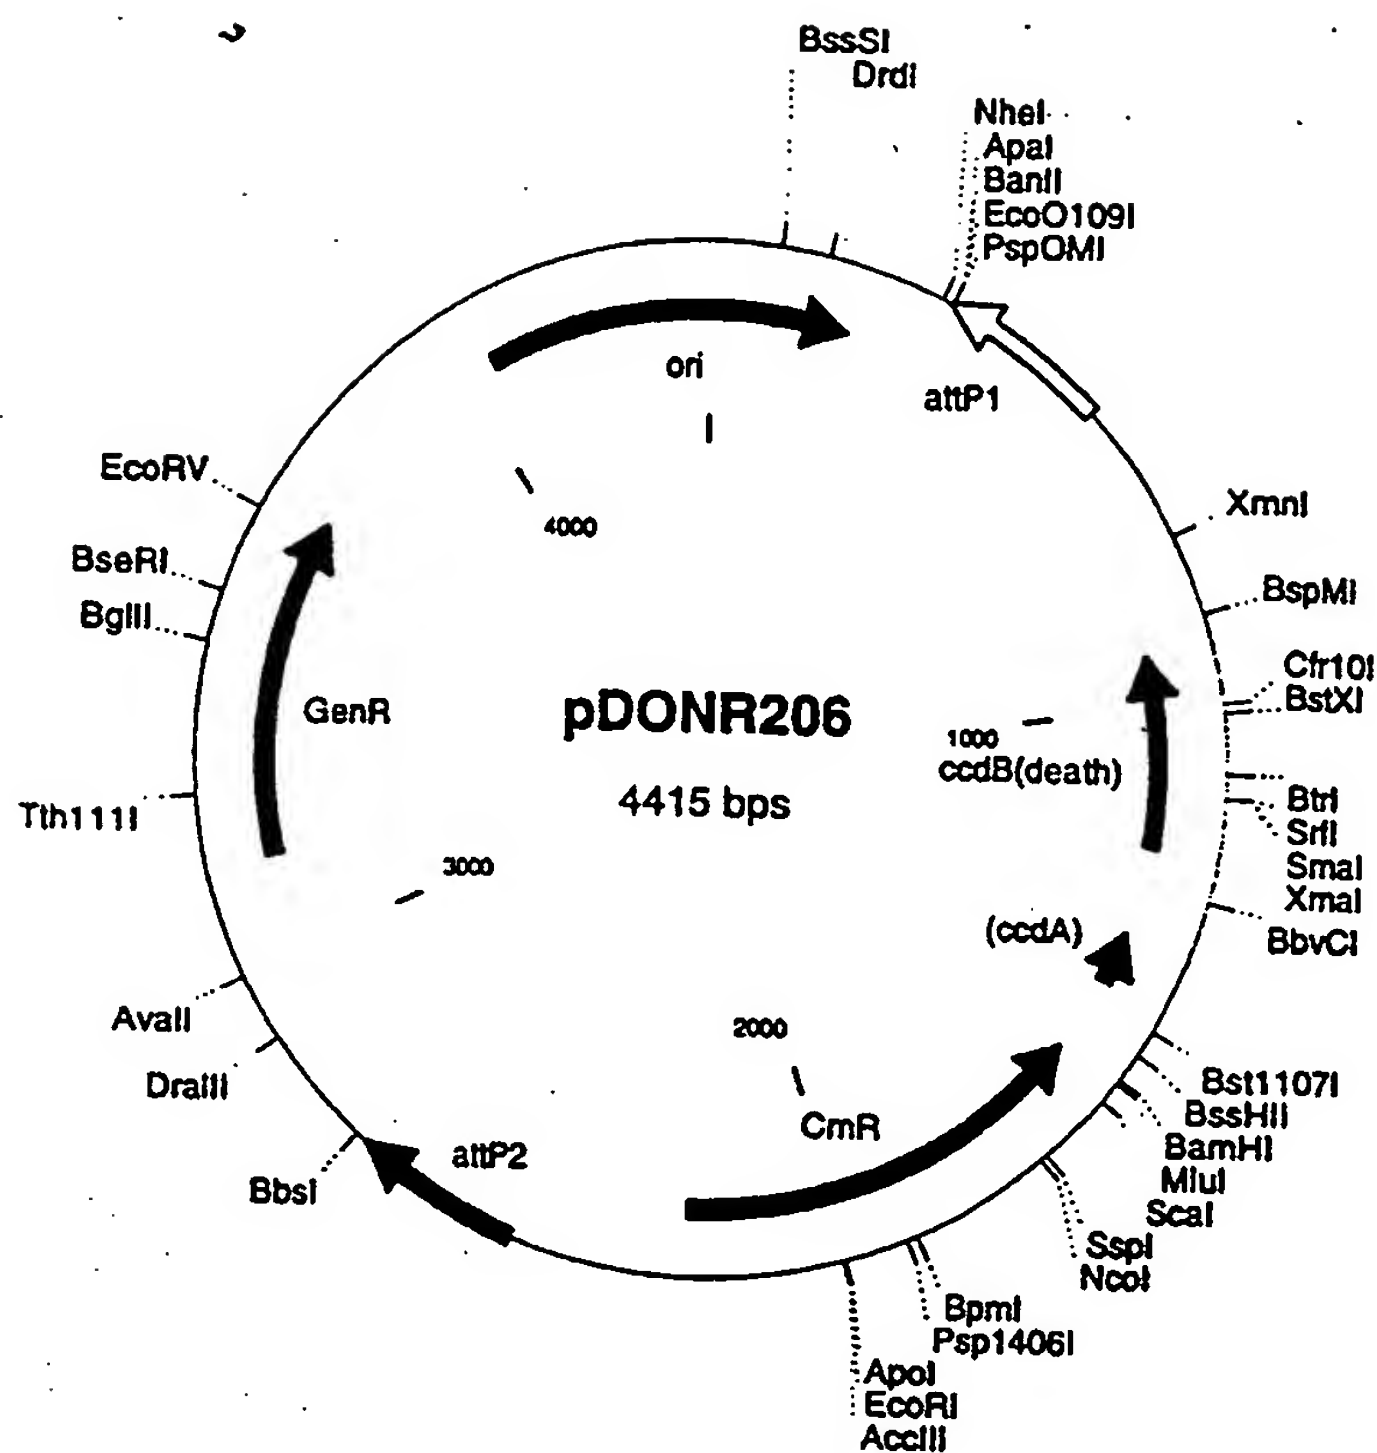 BssSI
DrdI
NheI
ApaI
BanII
EcoO109I
PspOMI
ori
attP1
EcoRV
4000
XmnI
BseRI
BspMI
BglII
Cfr10I
BstXI
GenR
pDONR206
1000
ccdB(death)
4415 bps
BtrI
Tth111I
SrfI
SmaI
XmaI
3000
(ccdA)
BbvCI
AvaII
2000
DraIII
Bst1107I
BssHII
CmR
BamHI
attP2
MluI
BbsI
ScaI
SspI
NcoI
BpmI
Psp1406I
ApoI
EcoRI
AccIII